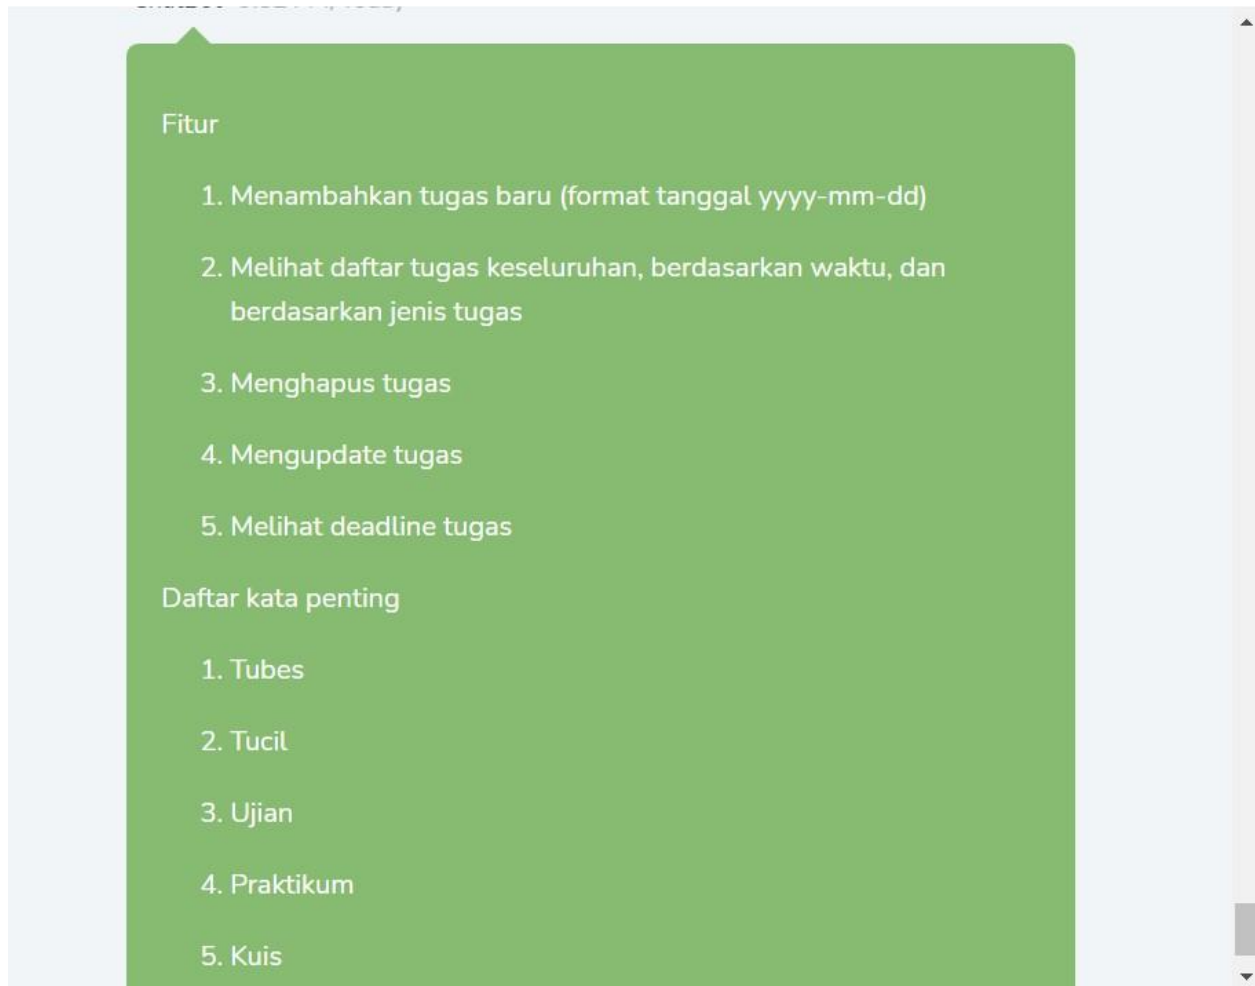 Fitur
1. Menambahkan tugas baru (format tanggal yyyy-mm-dd)
2. Melihat daftar tugas keseluruhan, berdasarkan waktu, dan
berdasarkan jenis tugas
3. Menghapus tugas
4. Mengupdate tugas
5. Melihat deadline tugas
Daftar kata penting
1. Tubes
2. Tucil
3. Ujian
4. Praktikum
5. Kuis